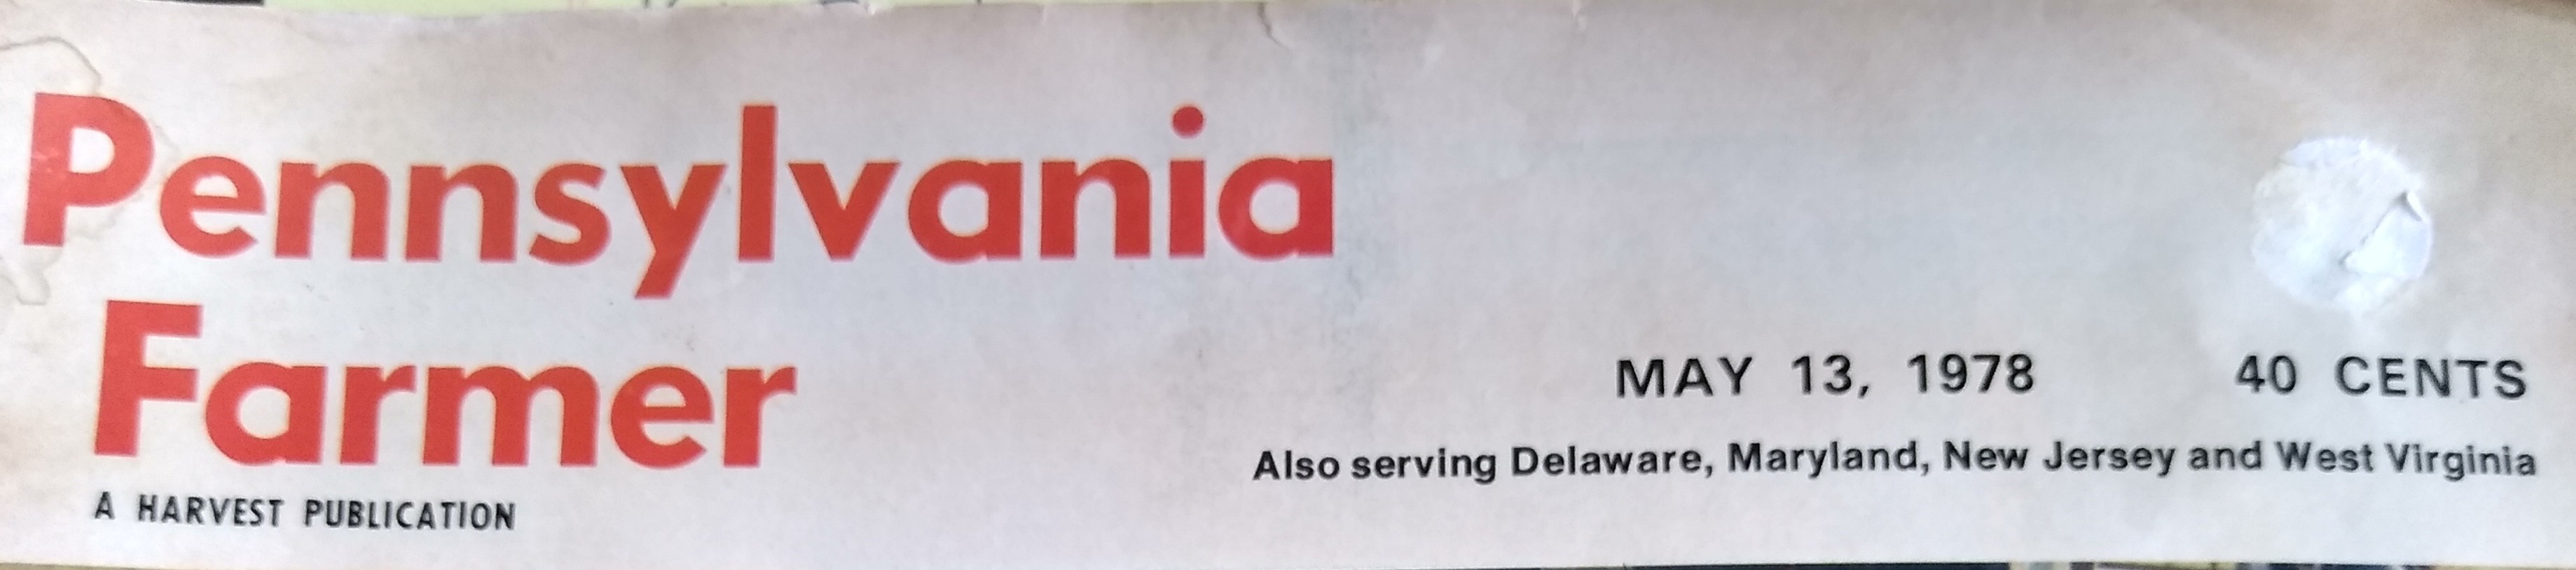 Pennsylvania
Farmer
A HARVEST PUBLICATION
MAY 13, 1978 40 CENTS
Also serving Delaware, Maryland, New Jersey and West Virginia